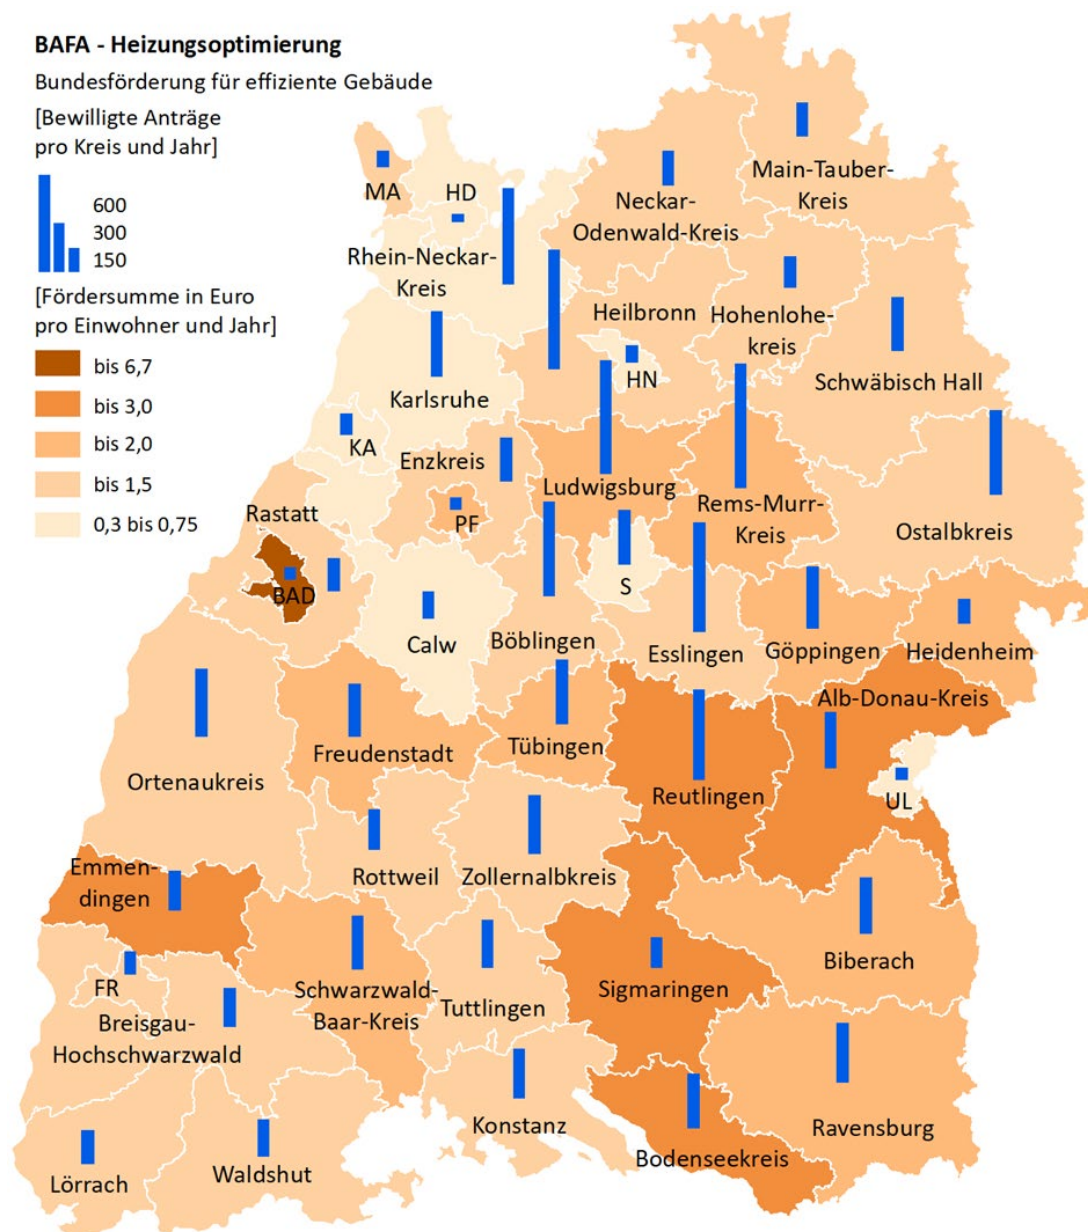 BAFA - Heizungsoptimierung
Bundesförderung für effiziente Gebäude
[Bewilligte Anträge
pro Kreis und Jahr]
600
300
150
[Fördersumme in Euro
pro Einwohner und Jahr]
bis 6,7
bis 3,0
bis 2,0
bis 1,5
0,3 bis 0,75
MA
HD
Rhein-Neckar-
Kreis
Neckar-
Odenwald-Kreis
Main-Tauber-
Kreis
Heilbronn
HN
Hohenlohe-
kreis
Schwäbisch Hall
Karlsruhe
KA
Enzkreis
PF
Ludwigsburg
Rems-Murr-
Kreis
Ostalbkreis
Rastatt
BAD
Calw
Böblingen
S
Esslingen
Göppingen
Heidenheim
Alb-Donau-Kreis
UL
Ortenaukreis
Freudenstadt
Tübingen
Reutlingen
Emmen-
dingen
Rottweil
Zollernalbkreis
Biberach
FR
Breisgau-
Hochschwarzwald
Schwarzwald-
Baar-Kreis
Tuttlingen
Sigmaringen
Konstanz
Bodenseekreis
Ravensburg
Lörrach
Waldshut